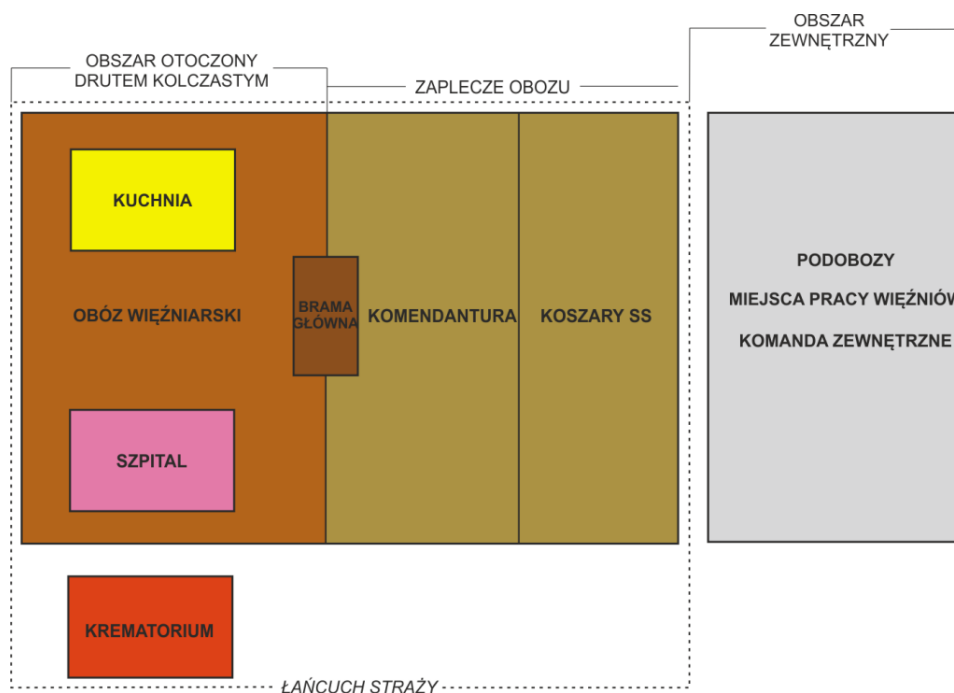 OBSZAR
ZEWNĘTRZNY
OBSZAR OTOCZONY
DRUTEM KOLCZASTYM
ZAPLECZE OBOZU
KUCHNIA
OBÓZ WIĘŹNIARSKI
BRAMA
GŁÓWNA
KOMENDANTURA
KOSZARY SS
PODOBOZY
MIEJSCA PRACY WIĘŹNIÓW
KOMANDA ZEWNĘTRZNE
SZPITAL
KREMATORIUM
ŁAŃCUCH STRAŻY